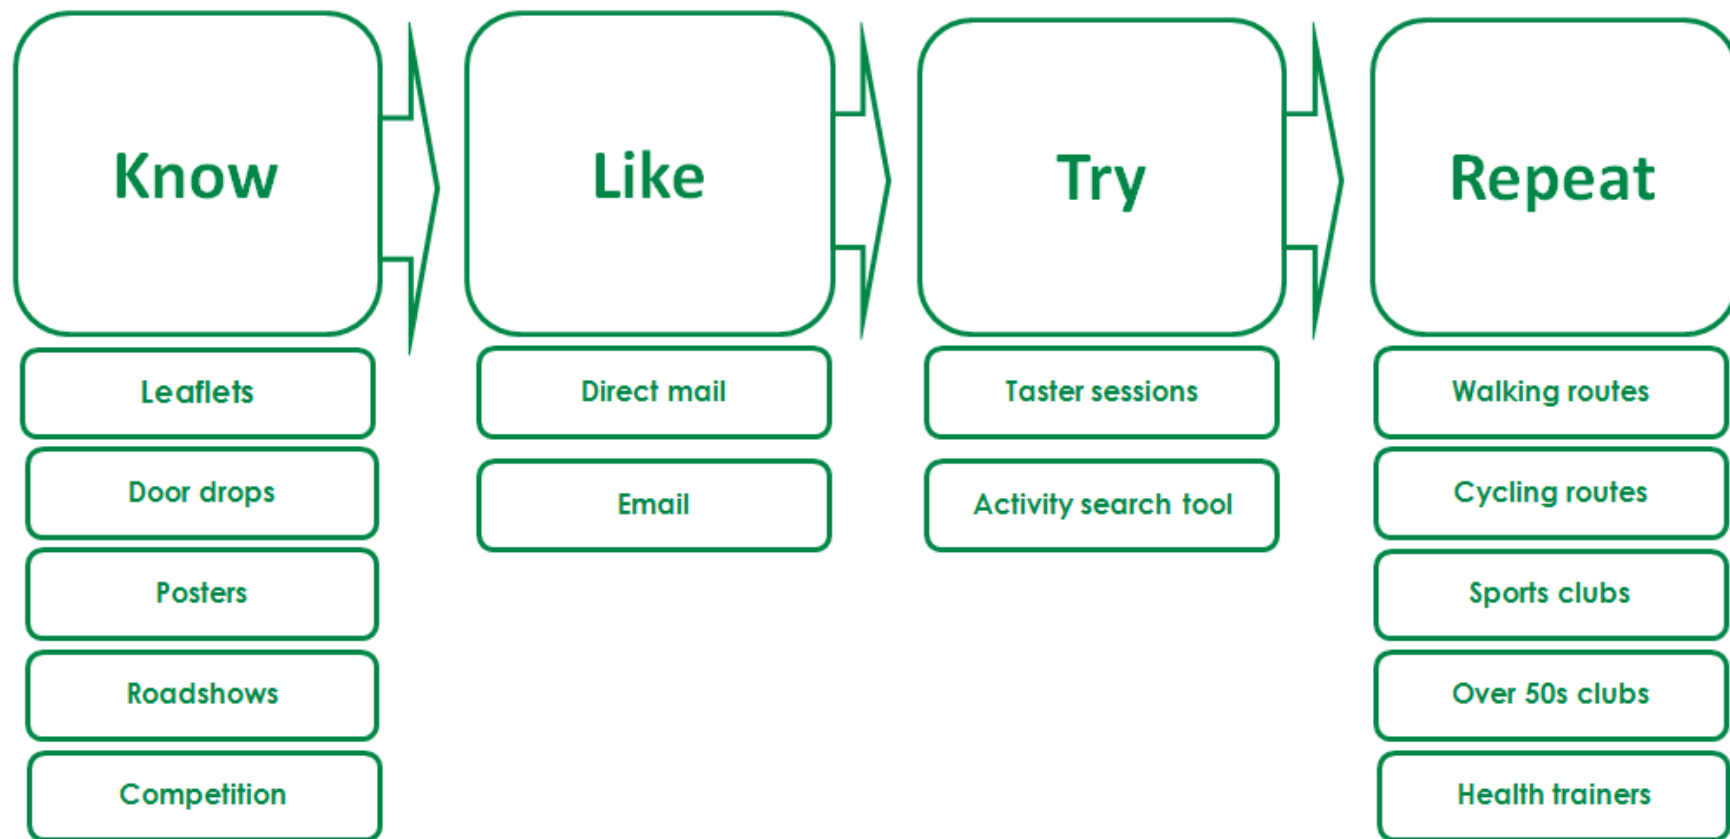 Know
Like
Try
Repeat
Leaflets
Direct mail
Taster sessions
Walking routes
Door drops
Email
Activity search tool
Cycling routes
Posters
Sports clubs
Roadshows
Over 50s clubs
Competition
Health trainers